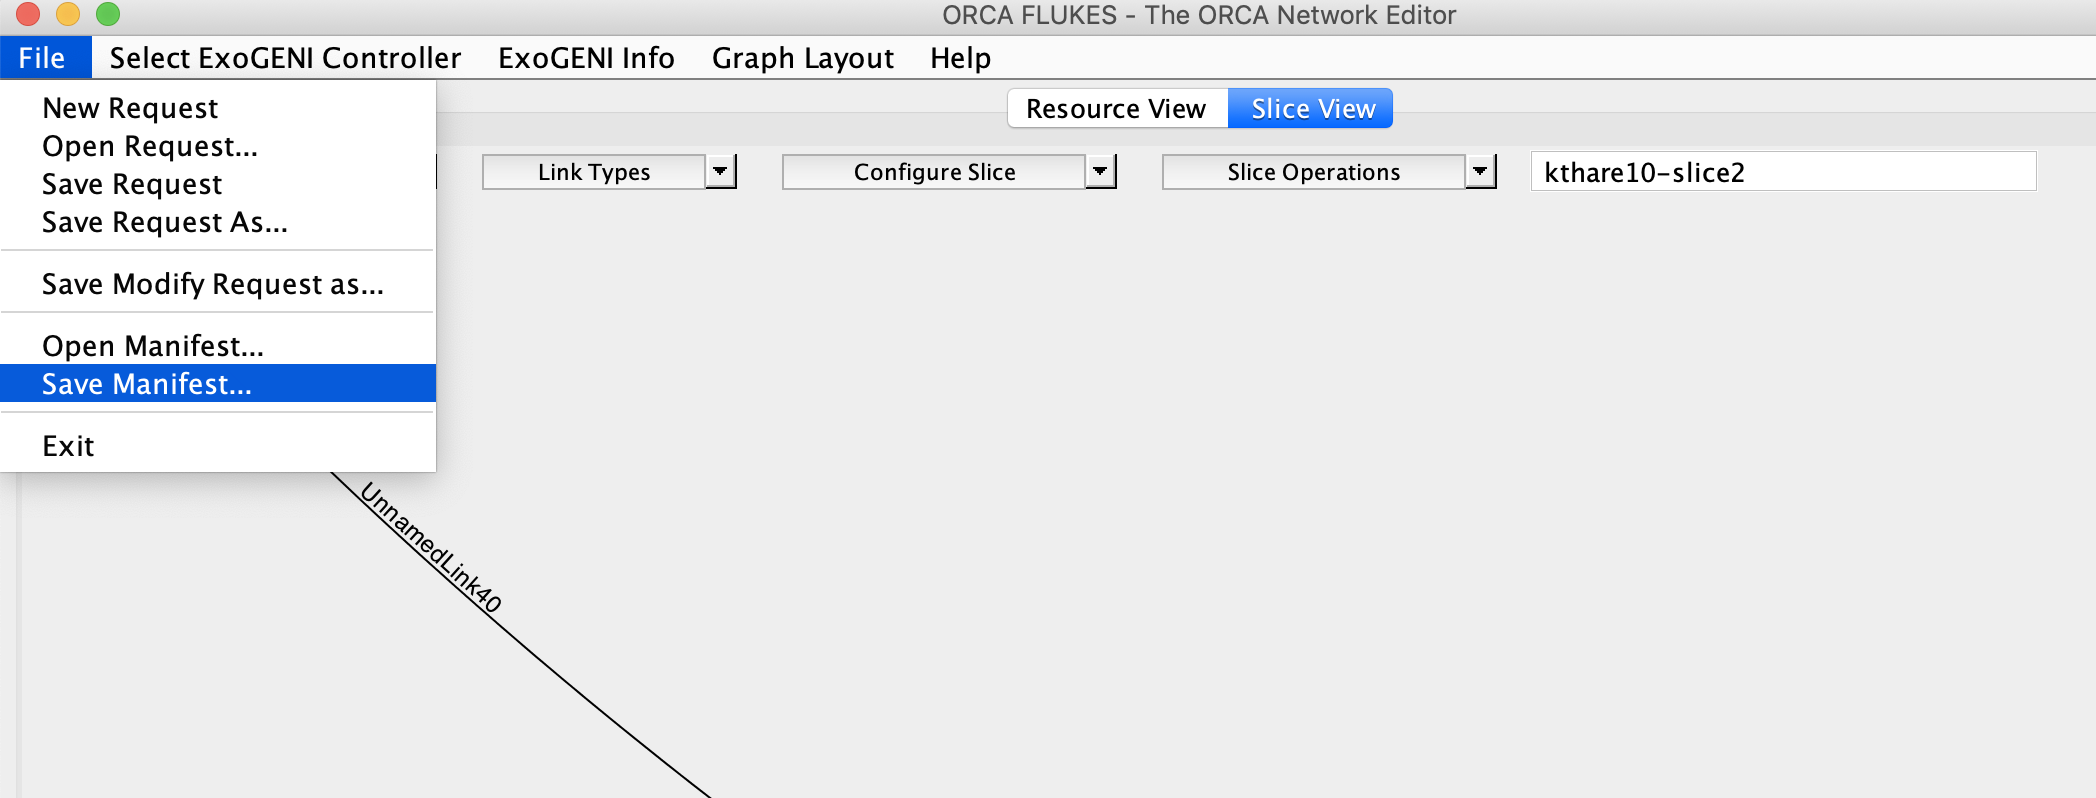 ORCA FLUKES - The ORCA Network Editor
File Select ExoGENI Controller ExoGENI Info Graph Layout Help
New Request
Open Request...
Save Request
Save Request As...
Save Modify Request as...
Open Manifest...
Save Manifest...
Exit
Resource View Slice View
Link Types Configure Slice Slice Operations kthare10-slice2
UnnamedLink40